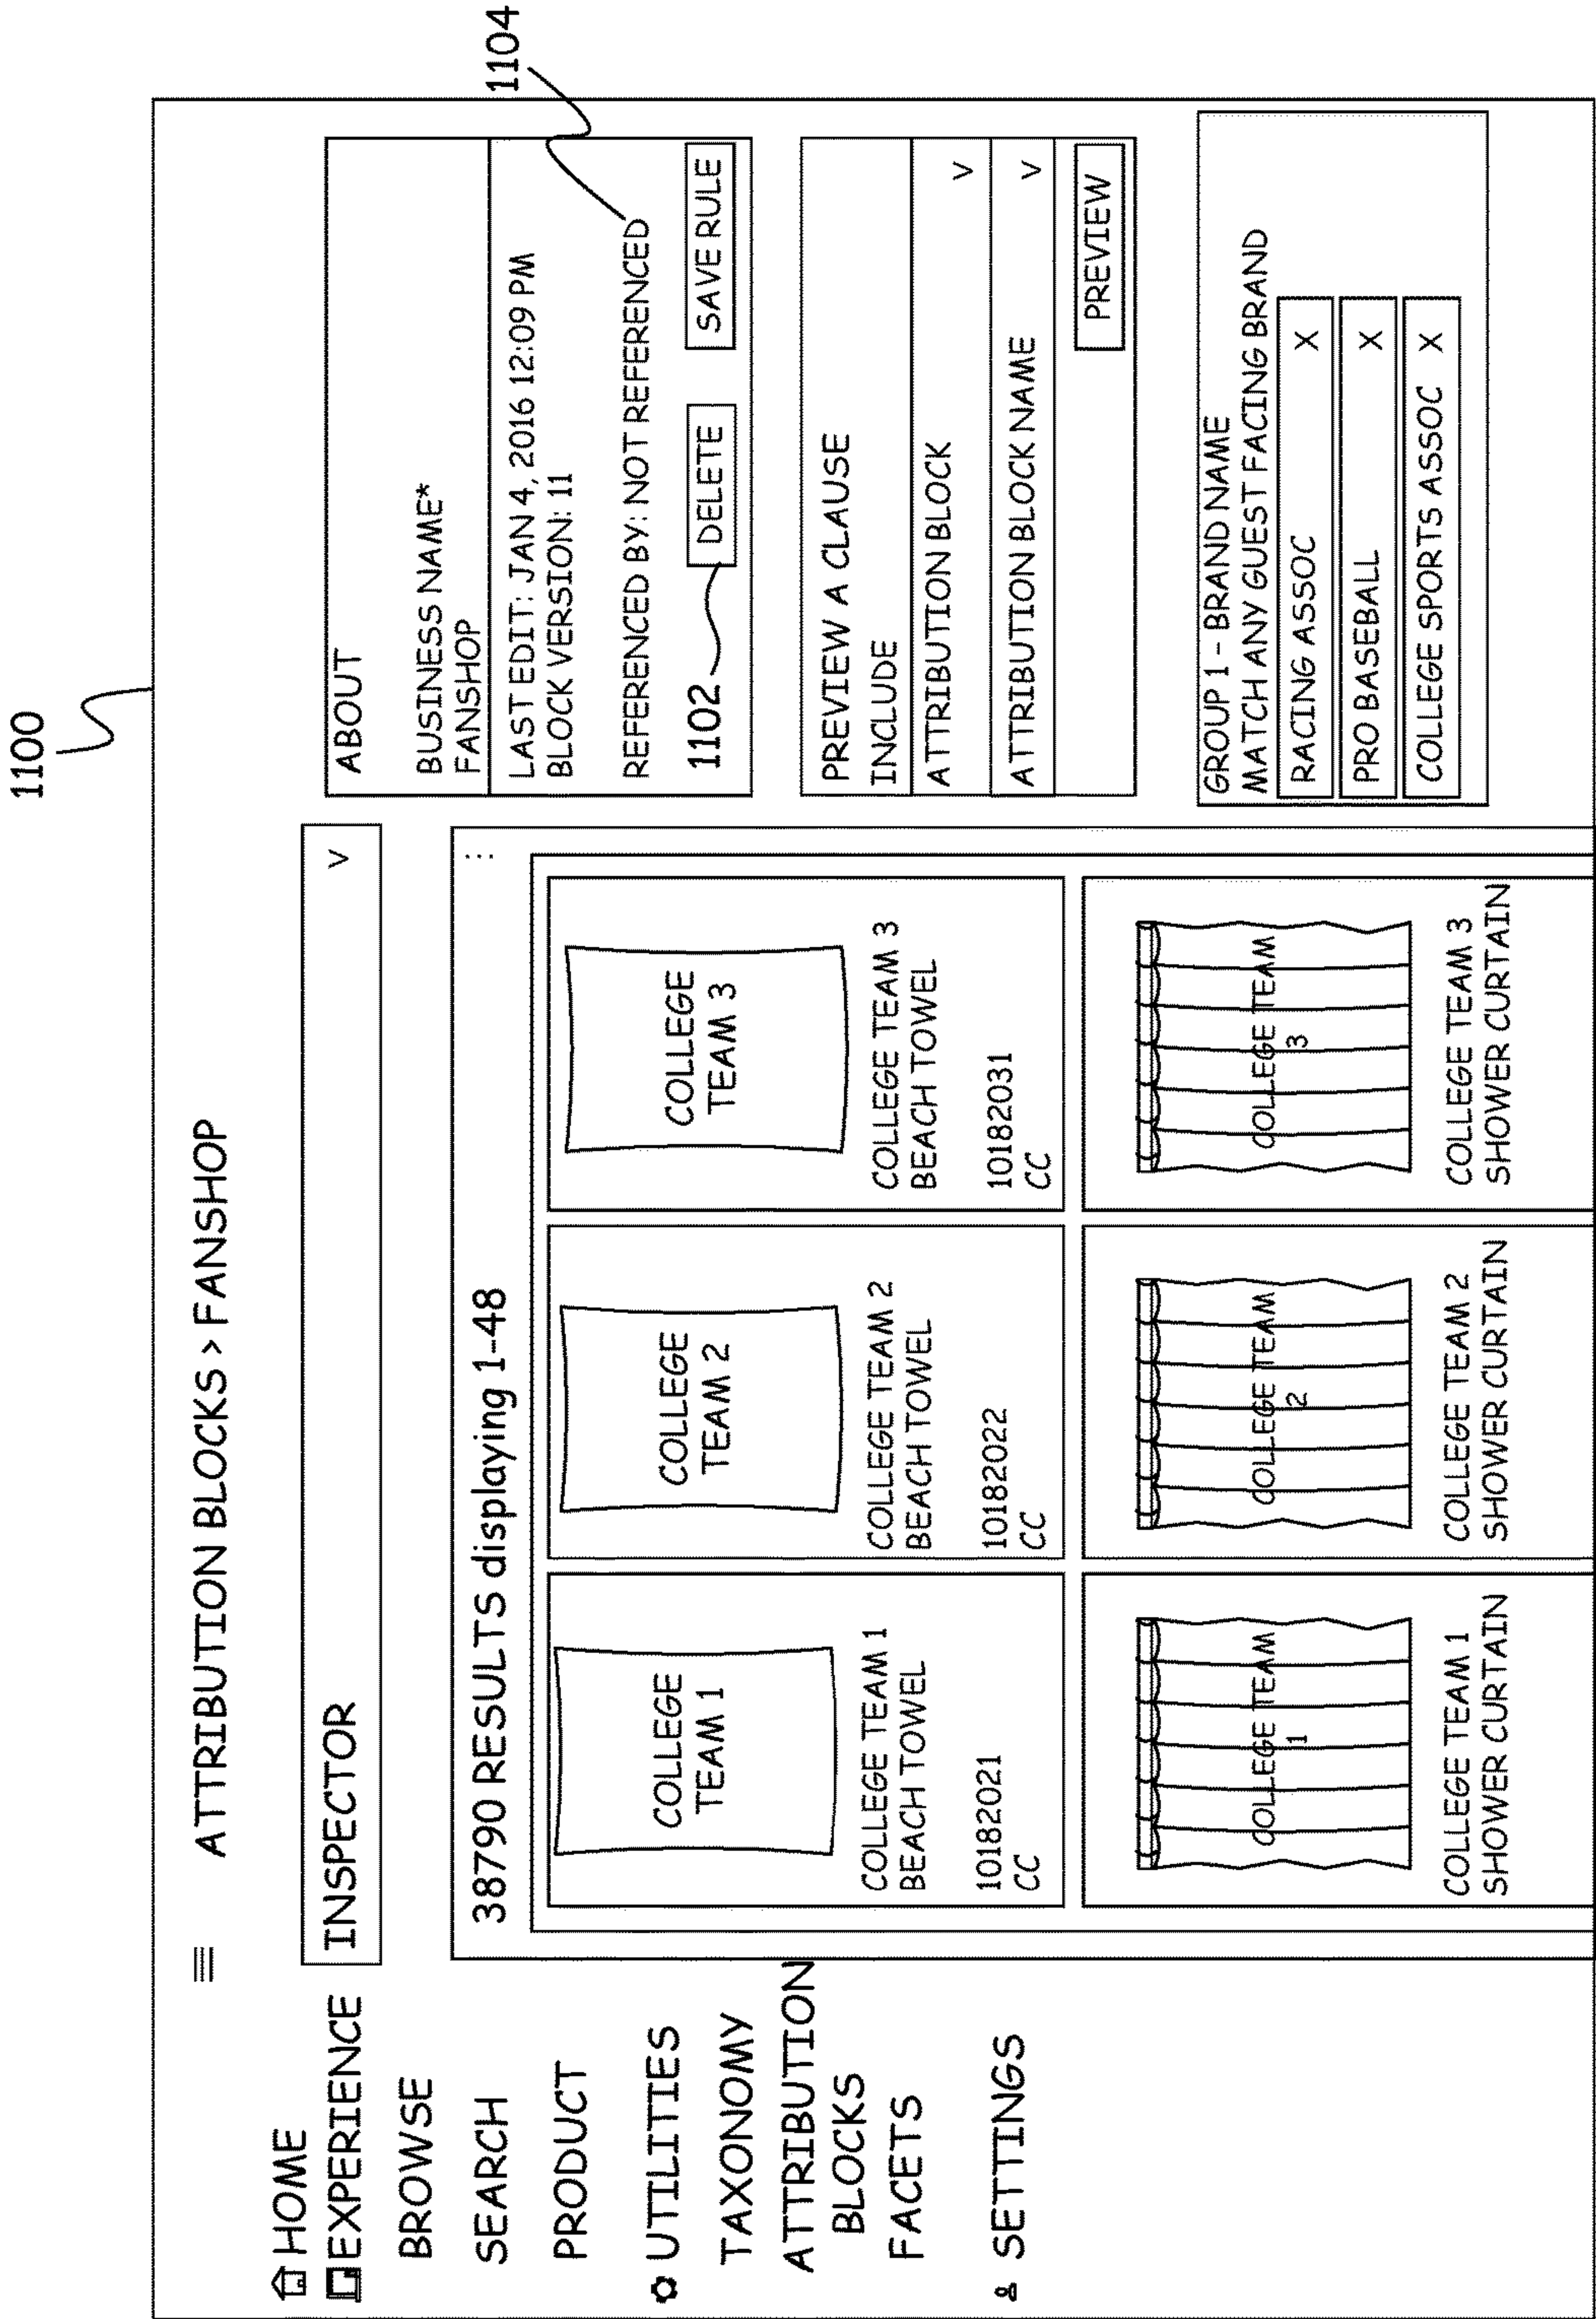 1100
ATTRIBUTION BLOCKS > FANSHOP
HOME
EXPERIENCE
BROWSE
SEARCH
PRODUCT
UTILITIES
TAXONOMY
ATTRIBUTION
BLOCKS
FACETS
SETTINGS
INSPECTOR V
38790 RESULTS displaying 1-48
COLLEGE
TEAM 1
COLLEGE TEAM 1
BEACH TOWEL
10182021
CC
COLLEGE
TEAM 2
COLLEGE TEAM 2
BEACH TOWEL
10182022
CC
COLLEGE
TEAM 3
COLLEGE TEAM 3
BEACH TOWEL
10182031
CC
COLLEGE TEAM
1
COLLEGE TEAM 1
SHOWER CURTAIN
COLLEGE TEAM
2
COLLEGE TEAM 2
SHOWER CURTAIN
COLLEGE TEAM
3
COLLEGE TEAM 3
SHOWER CURTAIN
ABOUT
BUSINESS NAME*
FANSHOP
LAST EDIT: JAN 4, 2016 12:09 PM
BLOCK VERSION: 11
REFERENCED BY: NOT REFERENCED
1104
1102
DELETE
SAVE RULE
PREVIEW A CLAUSE
INCLUDE
ATTRIBUTION BLOCK V
ATTRIBUTION BLOCK NAME V
PREVIEW
GROUP 1 - BRAND NAME
MATCH ANY GUEST FACING BRAND
RACING ASSOC X
PRO BASEBALL X
COLLEGE SPORTS ASSOC X